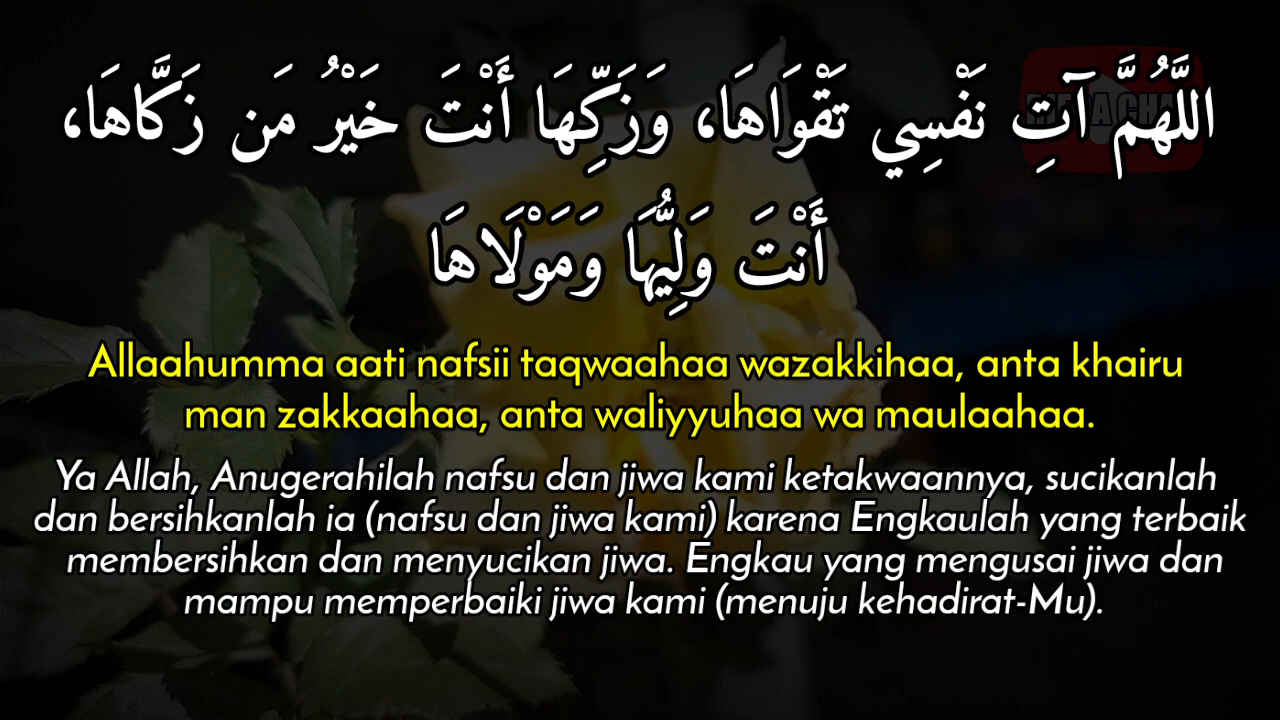 اللَّهُمَّ آتِ نَفْسِي تَقْوَاهَا، وَزَكِّهَا أَنْتَ خَيْرُ مَن زَكَّاهَا،
أَنْتَ وَلِيُّهَا وَمَوْلَاهَا
Allaahumma aati nafsii taqwaahaa wazakkihaa, anta khairu
man zakkaahaa, anta waliyyuhaa wa maulaahaa.
Ya Allah, Anugerahilah nafsu dan jiwa kami ketakwaannya, sucikanlah
dan bersihkanlah ia (nafsu dan jiwa kami) karena Engkaulah yang terbaik
membersihkan dan menyucikan jiwa. Engkau yang mengusai jiwa dan
mampu memperbaiki jiwa kami (menuju kehadirat-Mu).